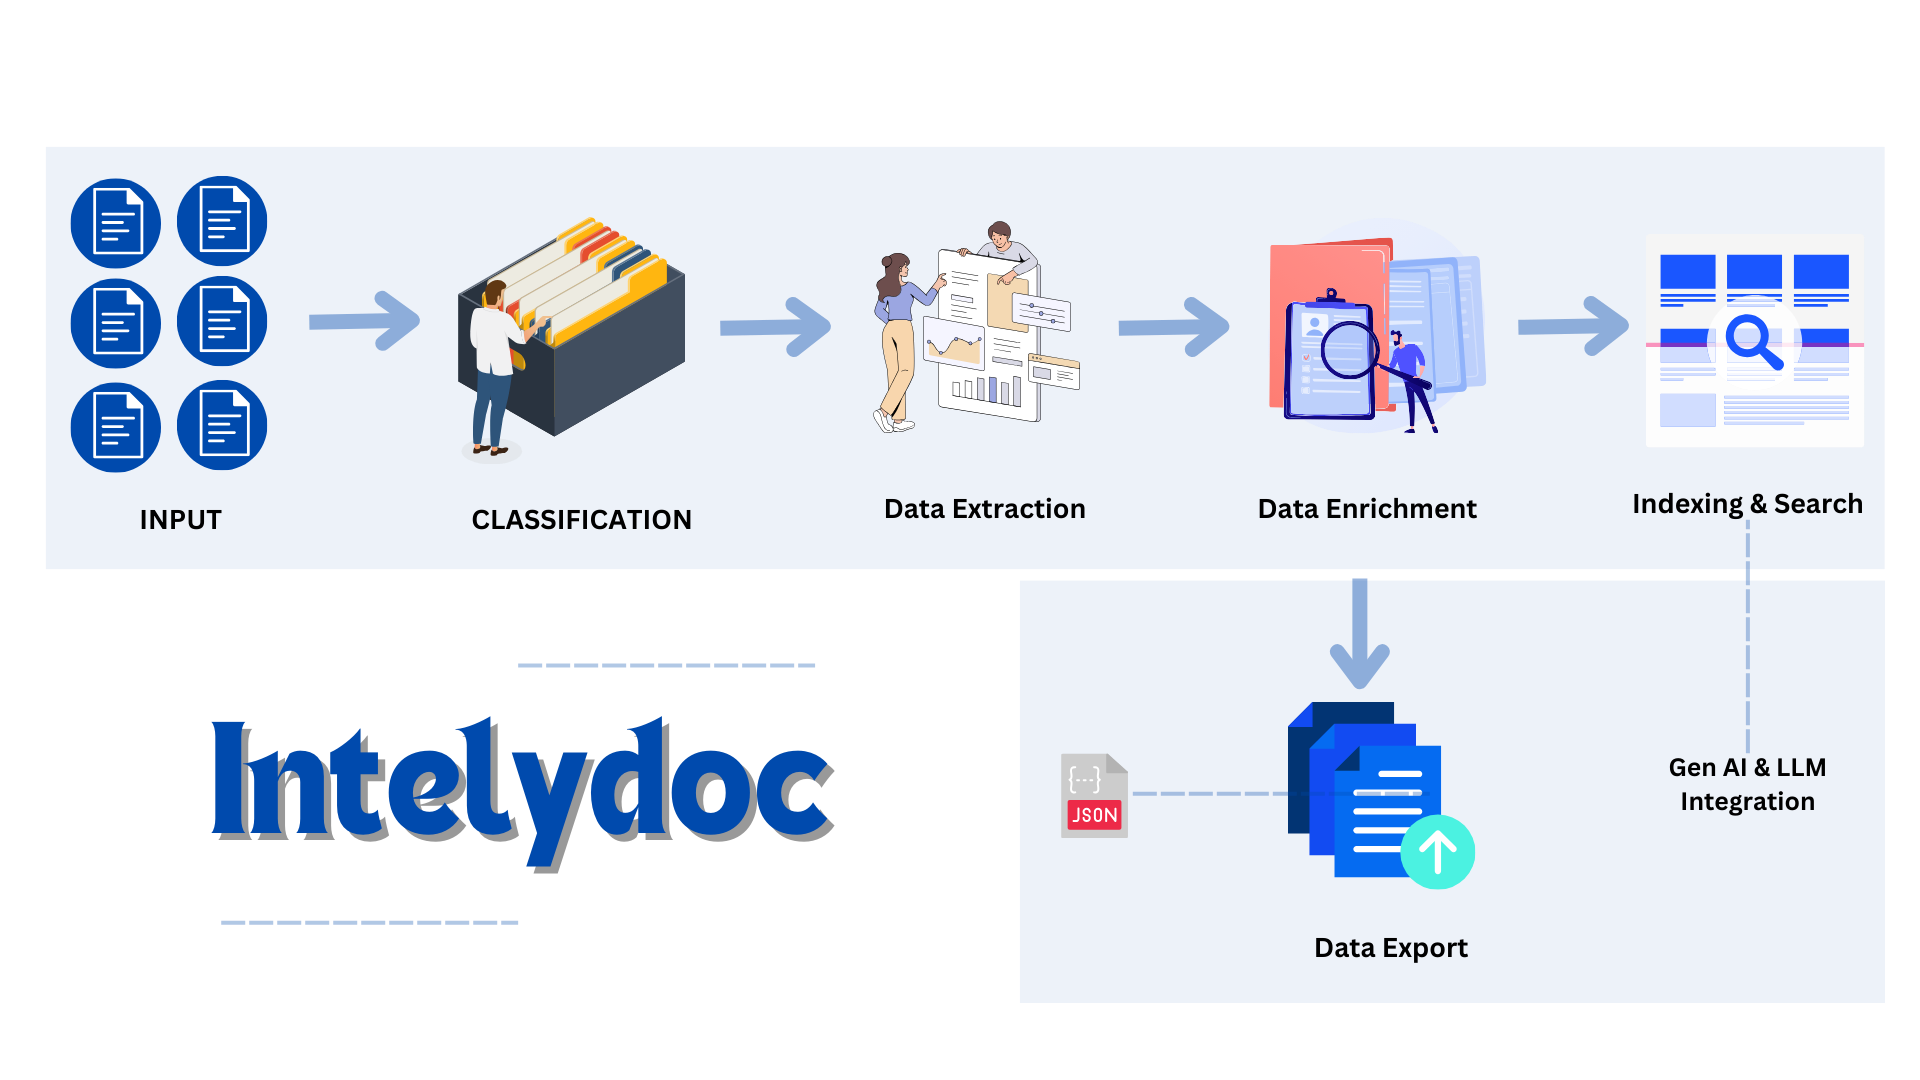 INPUT
CLASSIFICATION
Data Extraction
Data Enrichment
Indexing & Search
Intelydoc
{---}
JSON
Gen AI & LLM
Integration
Data Export